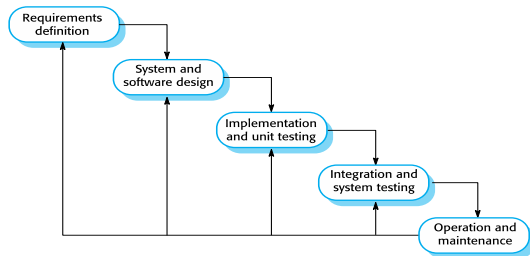 Requirements
definition
System and
software design
Implementation
and unit testing
Integration and
system testing
Operation and
maintenance